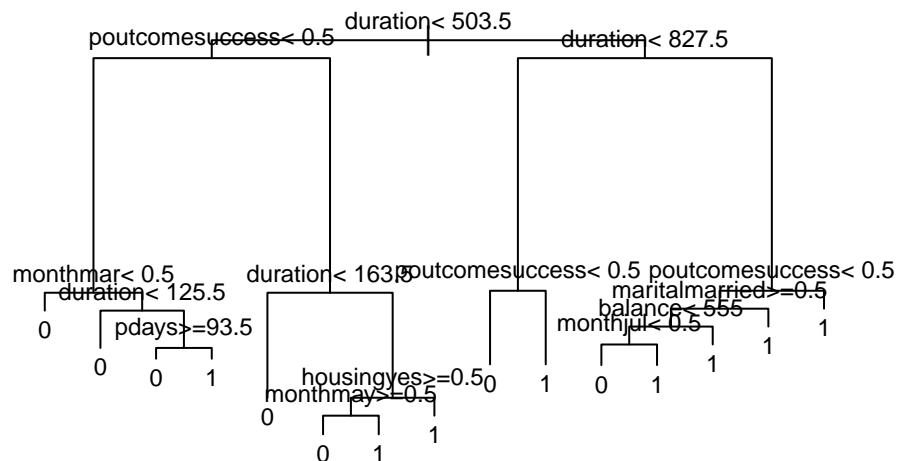 duration< 503.5
poutcomesuccess< 0.5
duration< 827.5
monthmar< 0.5
duration< 163.5
poutcomesuccess< 0.5
poutcomesuccess< 0.5
duration< 125.5
maritalmarried>=0.5
balance< 555
pdays>=93.5
monthjul< 0.5
0
0
0
1
housingyes>=0.5
monthmay>=0.5
0
0
1
1
0
1
0
1
1
1
1